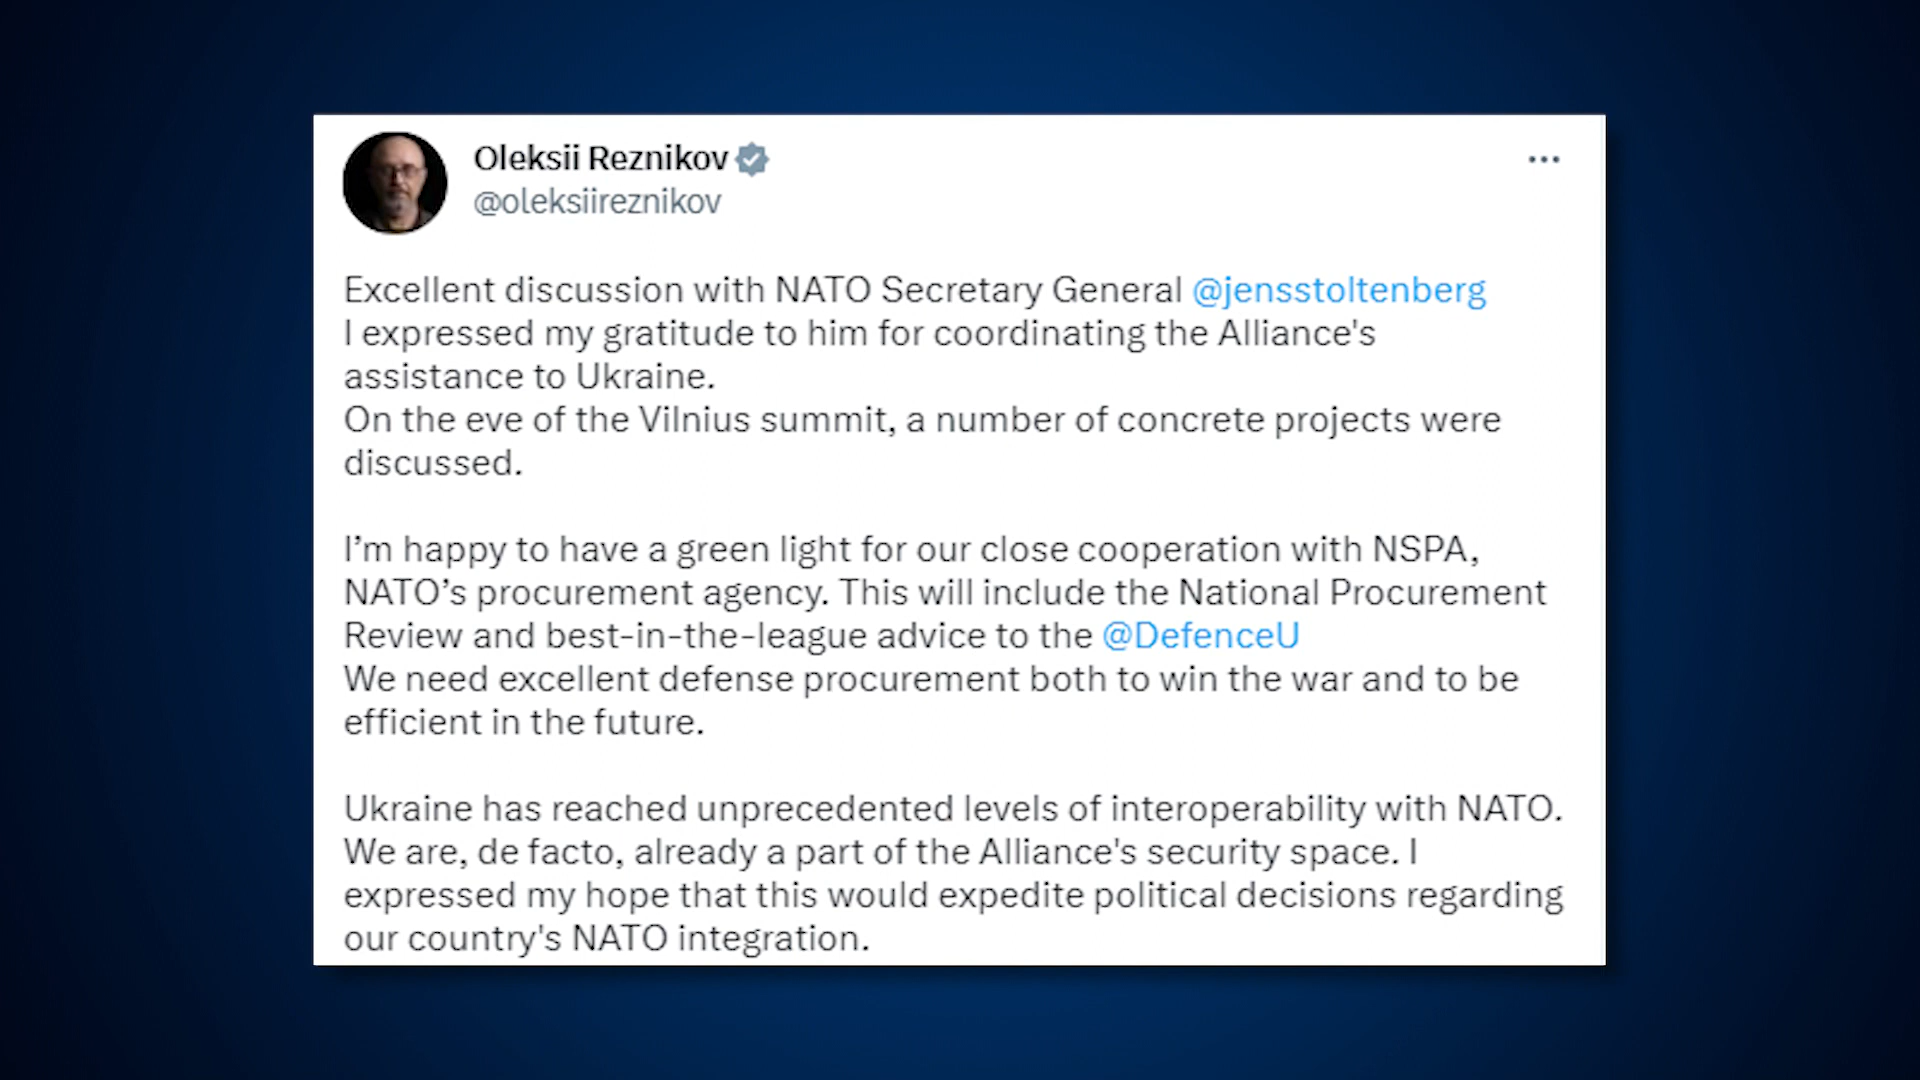 Oleksii Reznikov
@oleksiireznikov
Excellent discussion with NATO Secretary General @jensstoltenberg
I expressed my gratitude to him for coordinating the Alliance's
assistance to Ukraine.
On the eve of the Vilnius summit, a number of concrete projects were
discussed.
I’m happy to have a green light for our close cooperation with NSPA,
NATO’s procurement agency. This will include the National Procurement
Review and best-in-the-league advice to the @DefenceU
We need excellent defense procurement both to win the war and to be
efficient in the future.
Ukraine has reached unprecedented levels of interoperability with NATO.
We are, de facto, already a part of the Alliance's security space. I
expressed my hope that this would expedite political decisions regarding
our country's NATO integration.